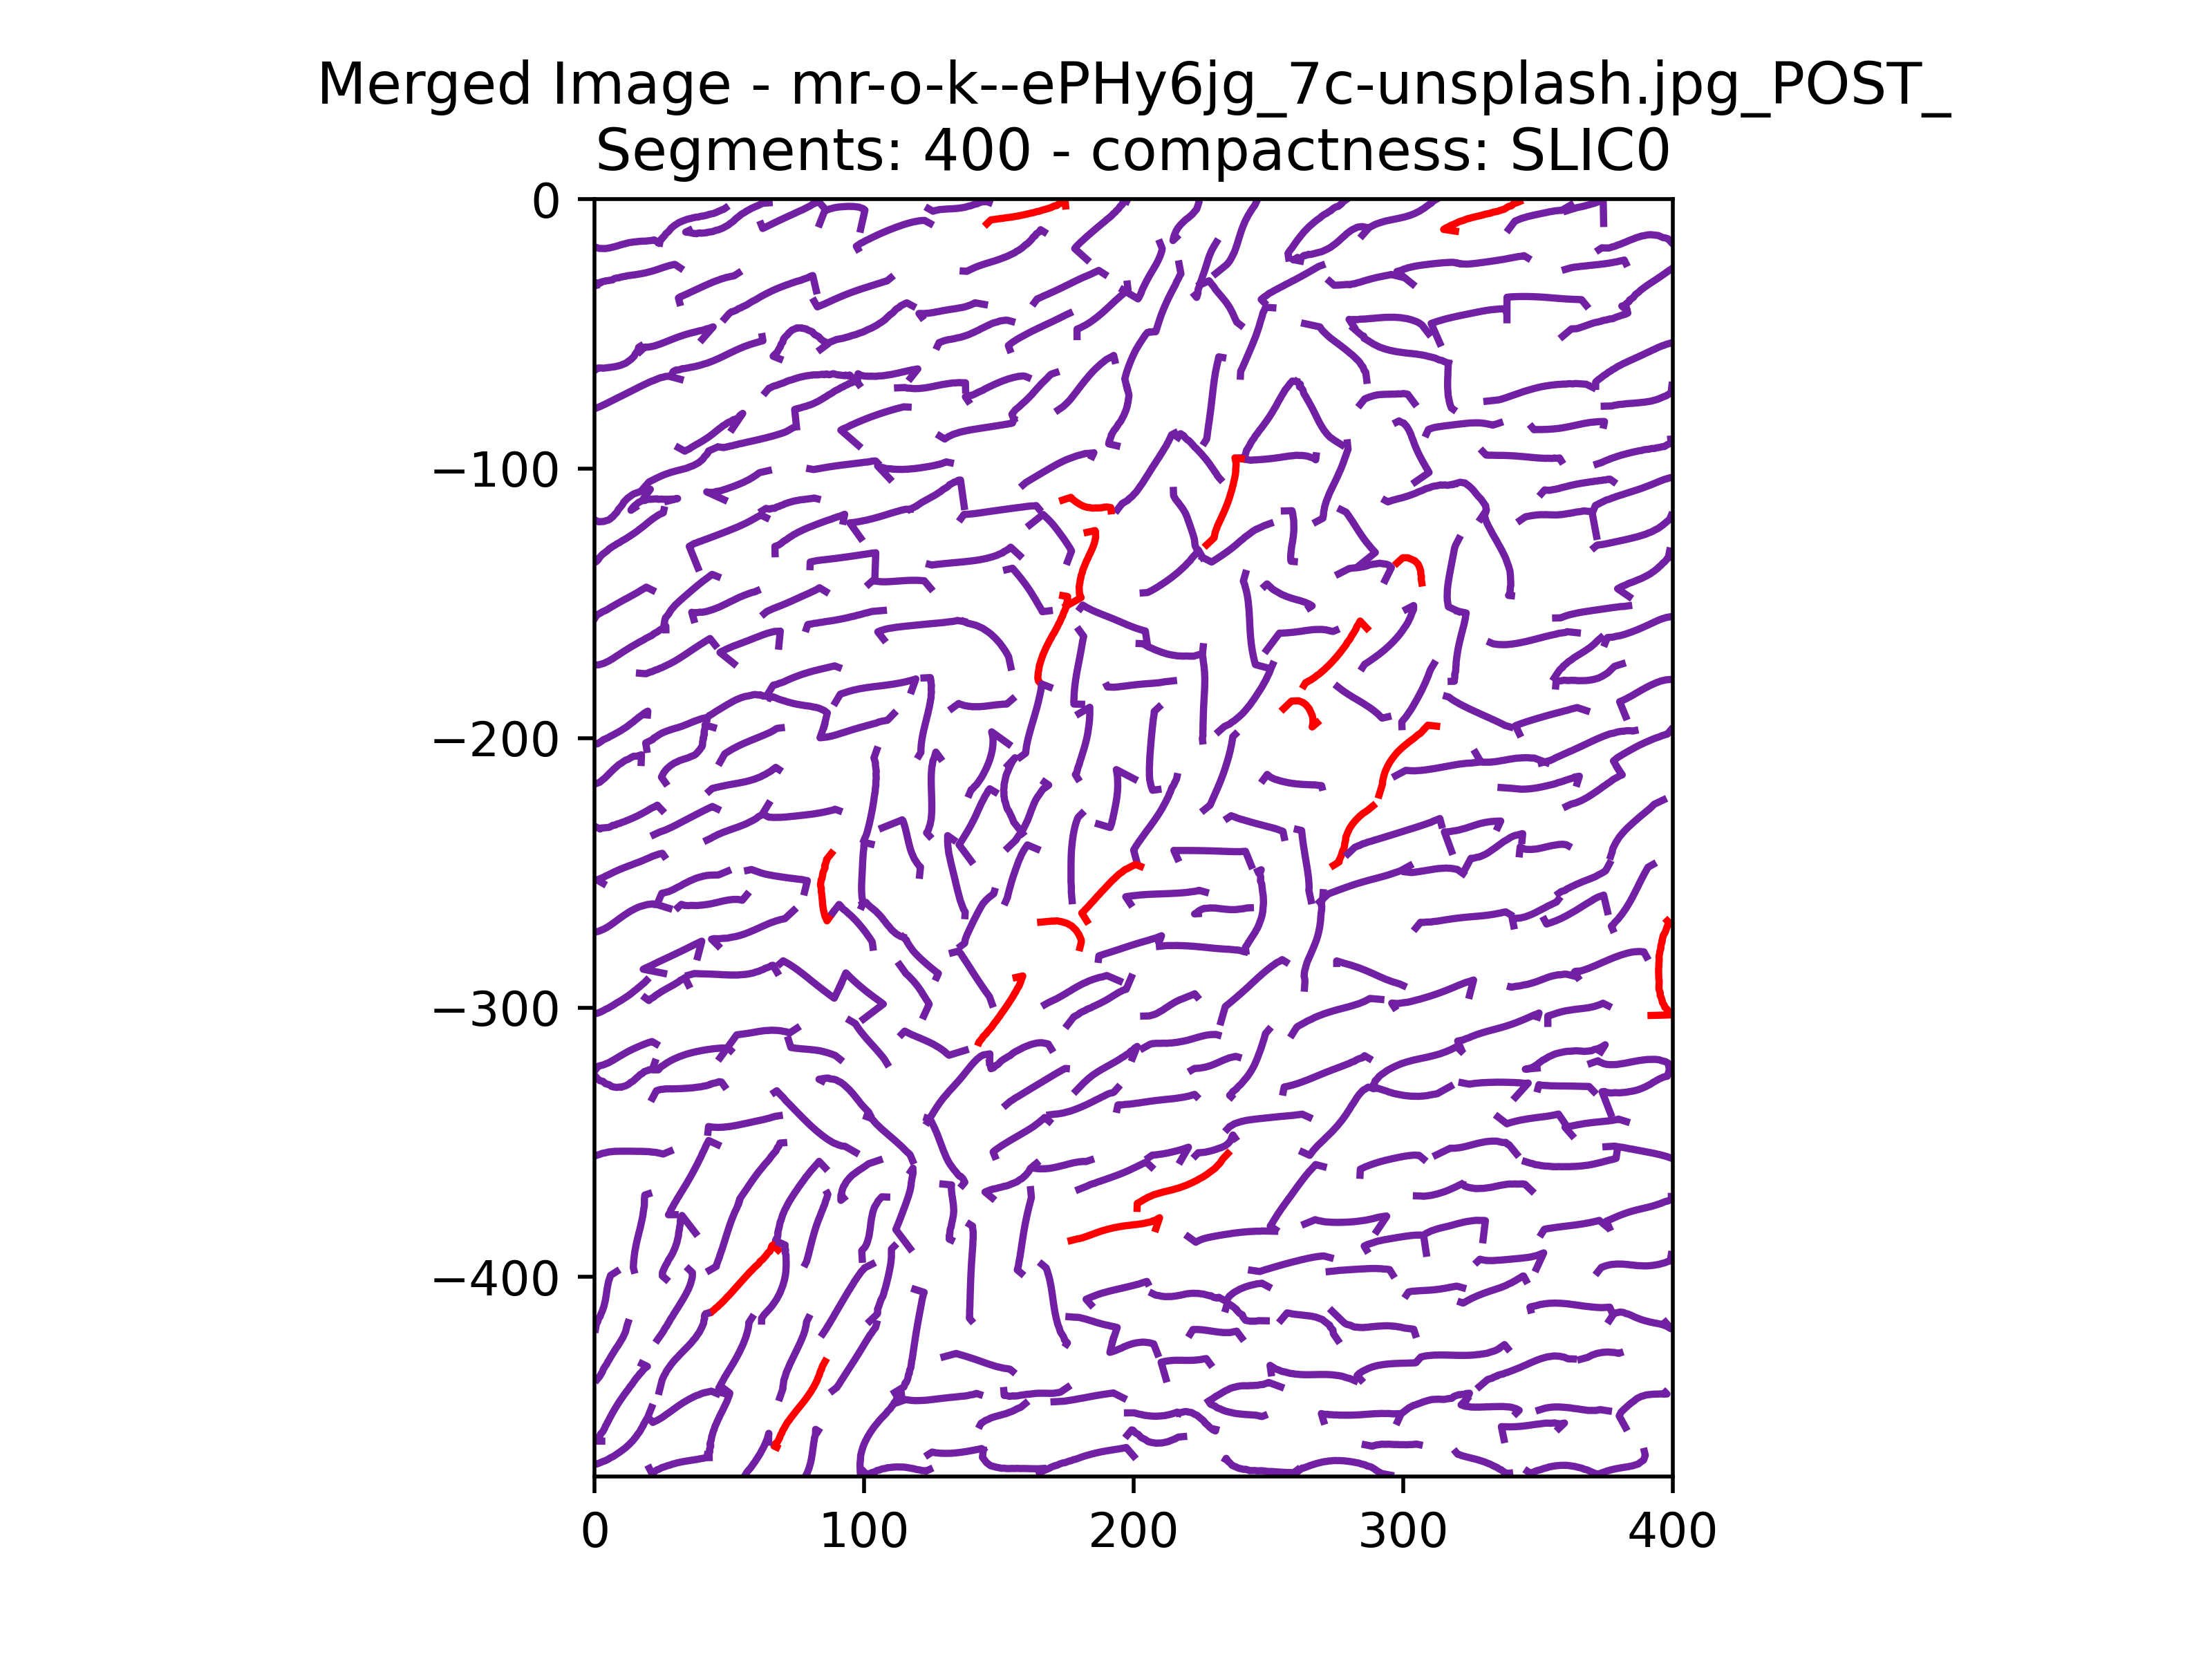 Merged Image - mr-o-k--ePHy6jg_7c-unsplash.jpg_POST_
Segments: 400 - compactness: SLIC0
0
−100
−200
−300
−400
0 100 200 300 400